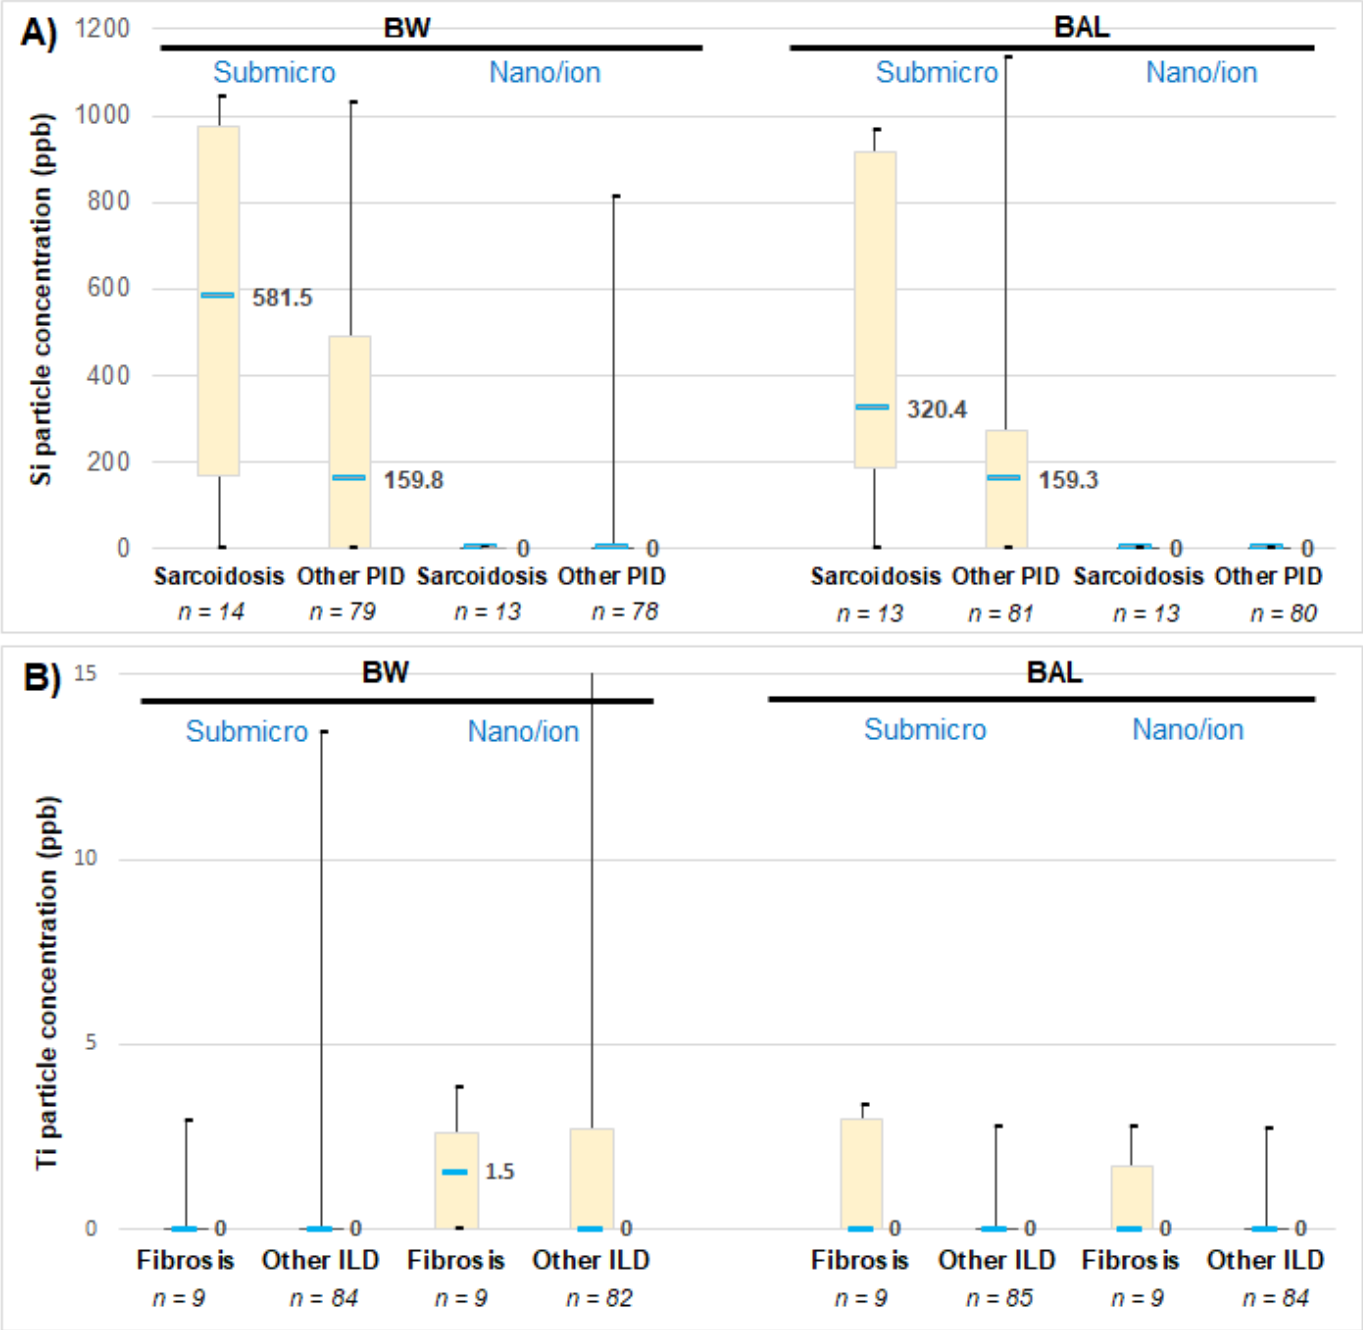 A)
BW
BAL
Submicro
Nano/ion
Submicro
Nano/ion
Si particle concentration (ppb)
1200
1000
800
600
400
200
0
581.5
159.8
0
0
320.4
159.3
0
0
Sarcoidosis Other PID Sarcoidosis Other PID
Sarcoidosis Other PID Sarcoidosis Other PID
n = 14 n = 79 n = 13 n = 78
n = 13 n = 81 n = 13 n = 80
B)
BW
BAL
Submicro
Nano/ion
Submicro
Nano/ion
Ti particle concentration (ppb)
15
10
5
0
0
0
1.5
0
0
0
0
0
Fibrosis Other ILD Fibrosis Other ILD
Fibrosis Other ILD Fibrosis Other ILD
n = 9 n = 84 n = 9 n = 82
n = 9 n = 85 n = 9 n = 84